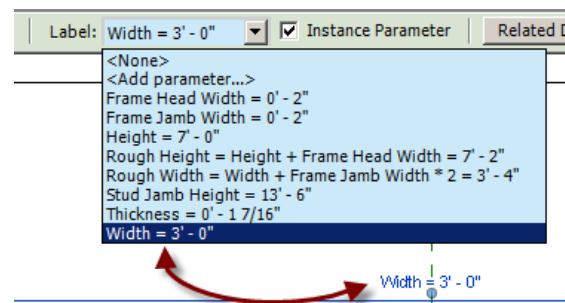 Label: Width = 3' - 0" Instance Parameter Related
<None>
<Add parameter...>
Frame Head Width = 0' - 2"
Frame Jamb Width = 0' - 2"
Height = 7' - 0"
Rough Height = Height + Frame Head Width = 7' - 2"
Rough Width = Width + Frame Jamb Width * 2 = 3' - 4"
Stud Jamb Height = 13' - 6"
Thickness = 0' - 1 7/16"
Width = 3' - 0"
Width = 3' - 0"